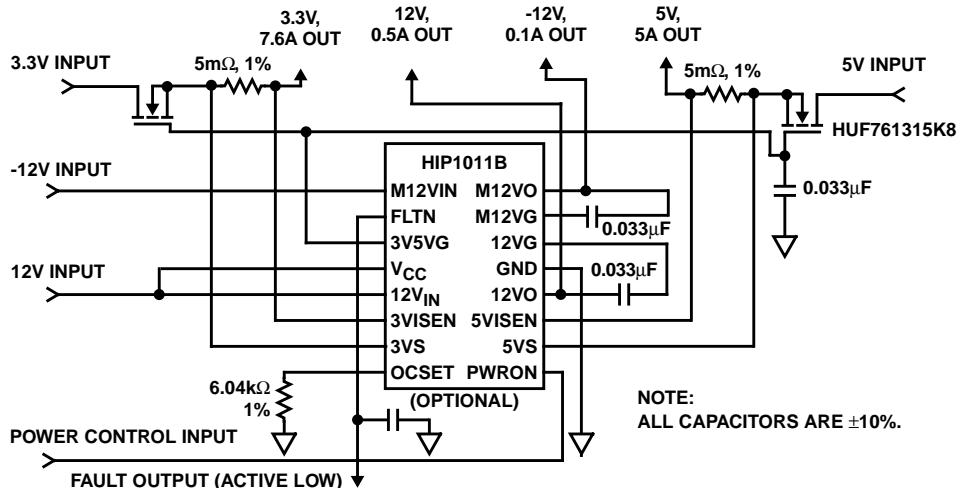 3.3V,
7.6A OUT
12V,
0.5A OUT
-12V,
0.1A OUT
5V,
5A OUT
3.3V INPUT
5mΩ, 1%
5mΩ, 1%
5V INPUT
HUF761315K8
HIP1011B
-12V INPUT
M12VIN
M12VO
0.033μF
FLTN
M12VG
0.033μF
3V5VG
12VG
12V INPUT
VCC
GND
0.033μF
12VIN
12VO
3VISEN
5VISEN
3VS
5VS
6.04kΩ
1%
OCSET
PWRON
(OPTIONAL)
NOTE:
ALL CAPACITORS ARE ±10%.
POWER CONTROL INPUT
FAULT OUTPUT (ACTIVE LOW)